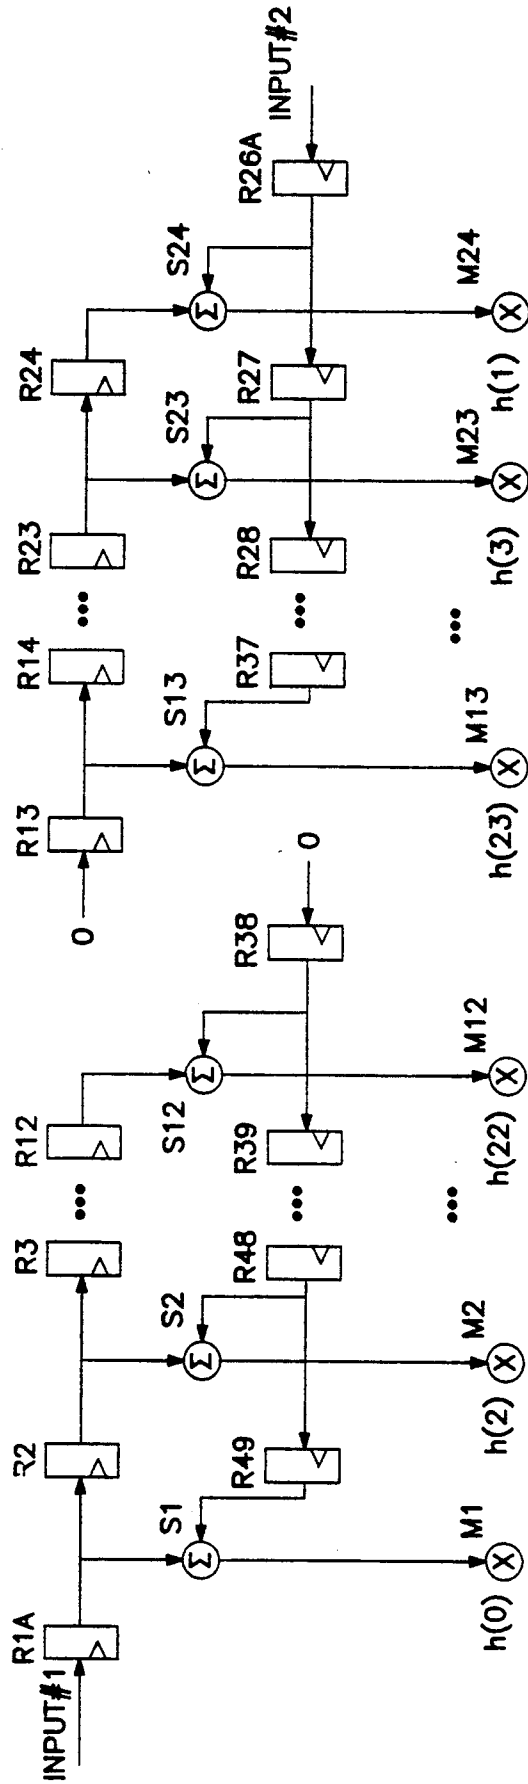 INPUT#1
R1A R2 R3 ••• R12
0
R13 R14 ••• R23 R24
Σ S1 Σ S2 Σ S12 Σ S13 Σ S23 Σ S24
R49 R48 ••• R39 R38
0
R37 ••• R28 R27 R26A
INPUT#2
M1 M2 ••• M12 M13 ••• M23 M24
X X X X X X
h(0) h(2) h(22) h(23) h(3) h(1)